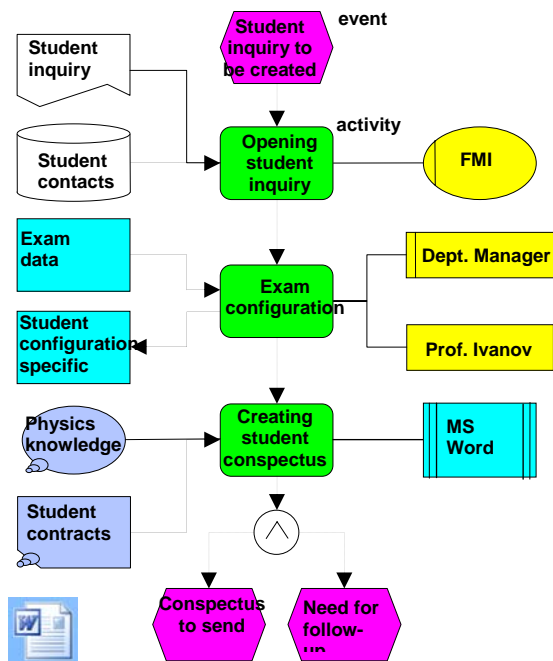 Student
inquiry
Student
inquiry to
be created
event
Student
contacts
Opening
student
inquiry
activity
FMI
Exam
data
Student
configuration
specific
Exam
configuration
Dept. Manager
Prof. Ivanov
Physics
knowledge
Student
contracts
Creating
student
conspectus
MS
Word
Conspectus
to send
Need for
follow-
W